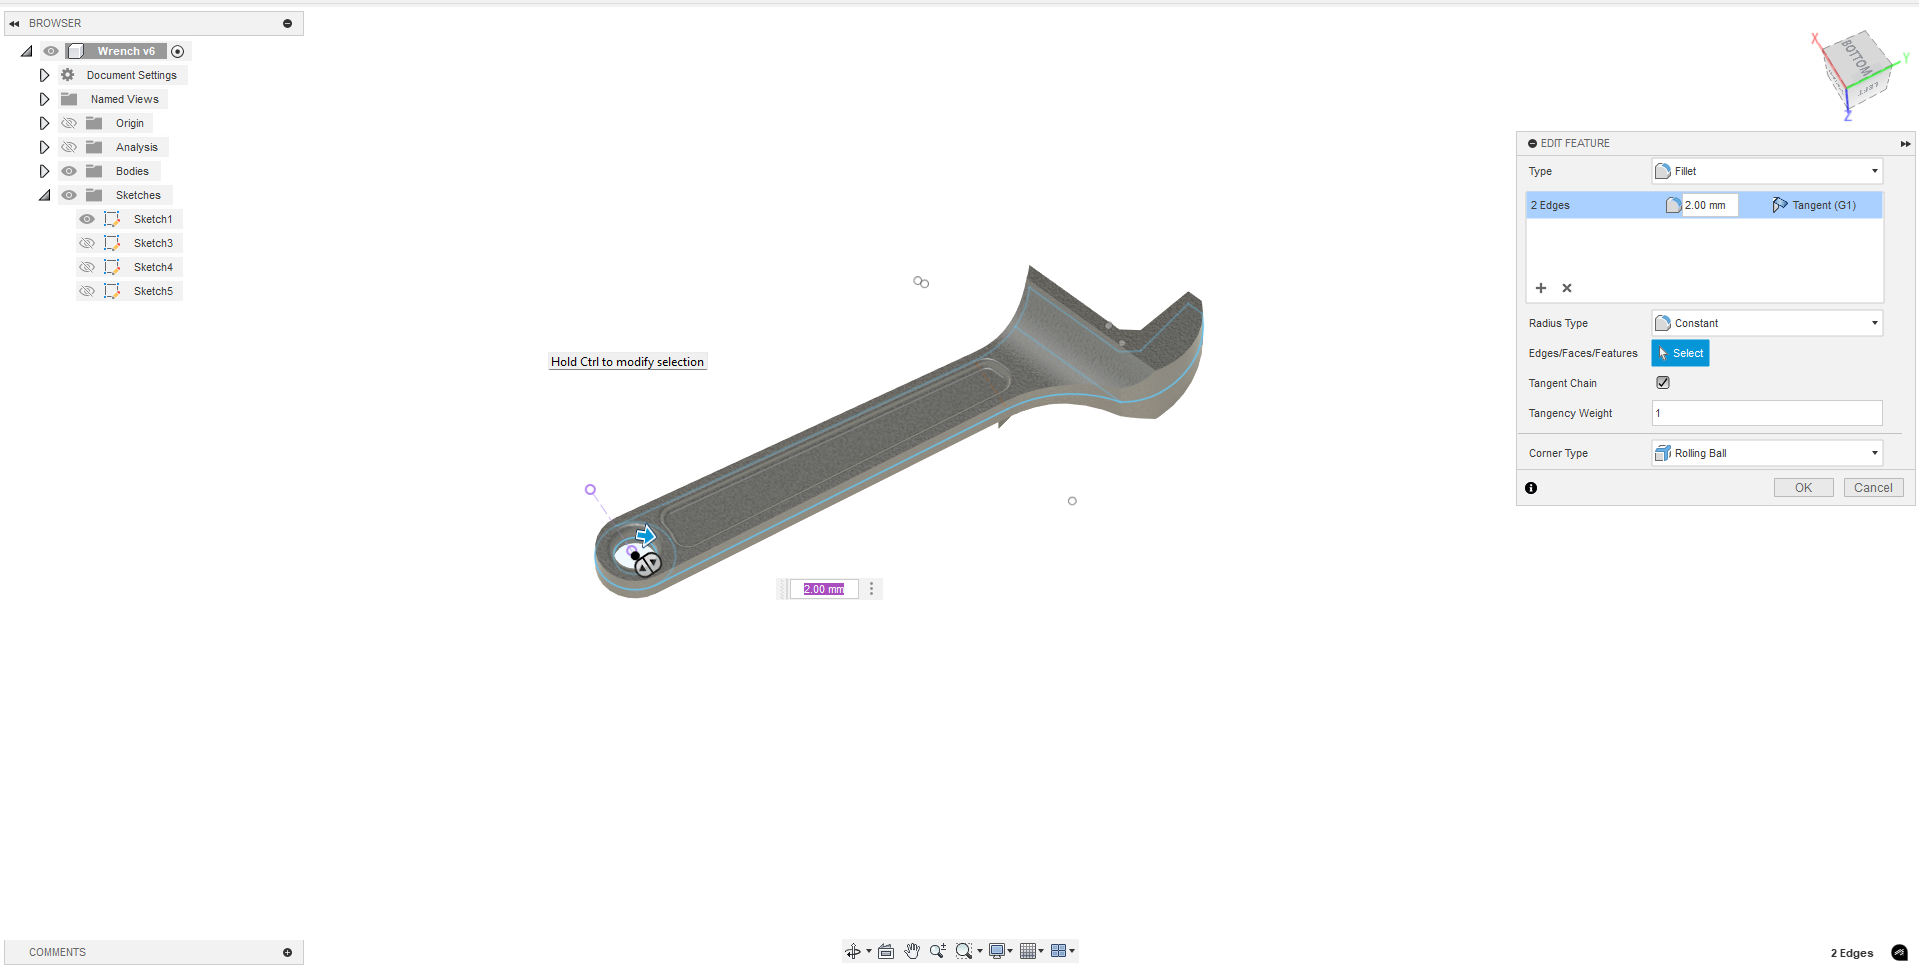 BROWSER
Wrench v6
Document Settings
Named Views
Origin
Analysis
Bodies
Sketches
Sketch1
Sketch3
Sketch4
Sketch5
Hold Ctrl to modify selection
2.00 mm
X
Y
Z
BOTTOM
LEFT
EDIT FEATURE
Type Fillet
2 Edges 2.00 mm Tangent (G1)
Radius Type Constant
Edges/Faces/Features Select
Tangent Chain
Tangency Weight 1
Corner Type Rolling Ball
OK Cancel
COMMENTS
2 Edges